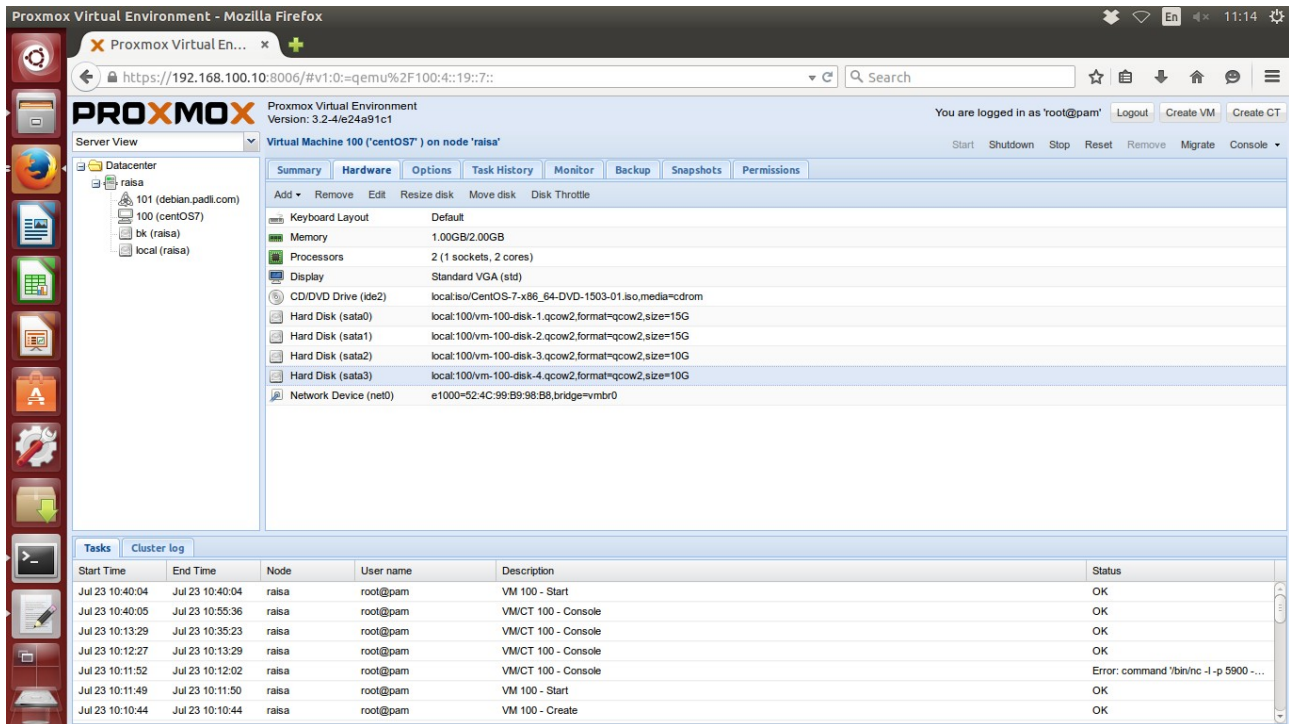 Proxmox Virtual Environment - Mozilla Firefox En 11:14
Proxmox Virtual En... ×
https://192.168.100.10:8006/#v1:0:=qemu%2F100:4::19::7:: Search
PROXMOX Proxmox Virtual Environment
Version: 3.2-4/e24a91c1
You are logged in as 'root@pam' Logout Create VM Create CT
Server View
Virtual Machine 100 ('centOS7' ) on node 'raisa' Start Shutdown Stop Reset Remove Migrate Console
Datacenter
raisa
101 (debian.padli.com)
100 (centOS7)
bk (raisa)
local (raisa)
Summary Hardware Options Task History Monitor Backup Snapshots Permissions
Add Remove Edit Resize disk Move disk Disk Throttle
Keyboard Layout Default
Memory 1.00GB/2.00GB
Processors 2 (1 sockets, 2 cores)
Display Standard VGA (std)
CD/DVD Drive (ide2) local:iso/CentOS-7-x86_64-DVD-1503-01.iso,media=cdrom
Hard Disk (sata0) local:100/vm-100-disk-1.qcow2,format=qcow2,size=15G
Hard Disk (sata1) local:100/vm-100-disk-2.qcow2,format=qcow2,size=15G
Hard Disk (sata2) local:100/vm-100-disk-3.qcow2,format=qcow2,size=10G
Hard Disk (sata3) local:100/vm-100-disk-4.qcow2,format=qcow2,size=10G
Network Device (net0) e1000=52:4C:99:B9:98:B8,bridge=vmbr0
Tasks Cluster log
Start Time End Time Node User name Description Status
Jul 23 10:40:04 Jul 23 10:40:04 raisa root@pam VM 100 - Start OK
Jul 23 10:40:05 Jul 23 10:55:36 raisa root@pam VM/CT 100 - Console OK
Jul 23 10:13:29 Jul 23 10:35:23 raisa root@pam VM/CT 100 - Console OK
Jul 23 10:12:27 Jul 23 10:13:29 raisa root@pam VM/CT 100 - Console OK
Jul 23 10:11:52 Jul 23 10:12:02 raisa root@pam VM/CT 100 - Console Error: command '/bin/nc -l -p 5900 -...
Jul 23 10:11:49 Jul 23 10:11:50 raisa root@pam VM 100 - Start OK
Jul 23 10:10:44 Jul 23 10:10:44 raisa root@pam VM 100 - Create OK